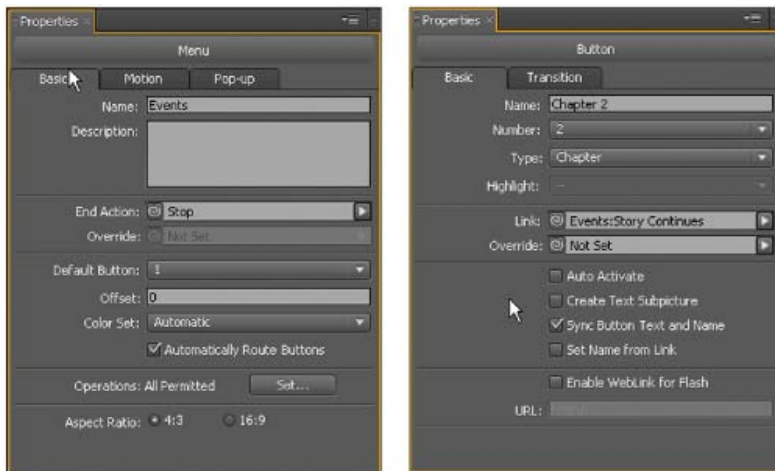 Properties
Menu
Basic Motion Pop-up
Name: Events
Description:
End Action: Stop
Override: Not Set
Default Button: 1
Offset: 0
Color Set: Automatic
Automatically Route Buttons
Operations: All Permitted Set...
Aspect Ratio: 4:3 16:9
Properties
Button
Basic Transition
Name: Chapter 2
Number: 2
Type: Chapter
Highlight: -
Link: Events:Story Continues
Override: Not Set
Auto Activate
Create Text Subpicture
Sync Button Text and Name
Set Name from Link
Enable WebLink for Flash
URL: